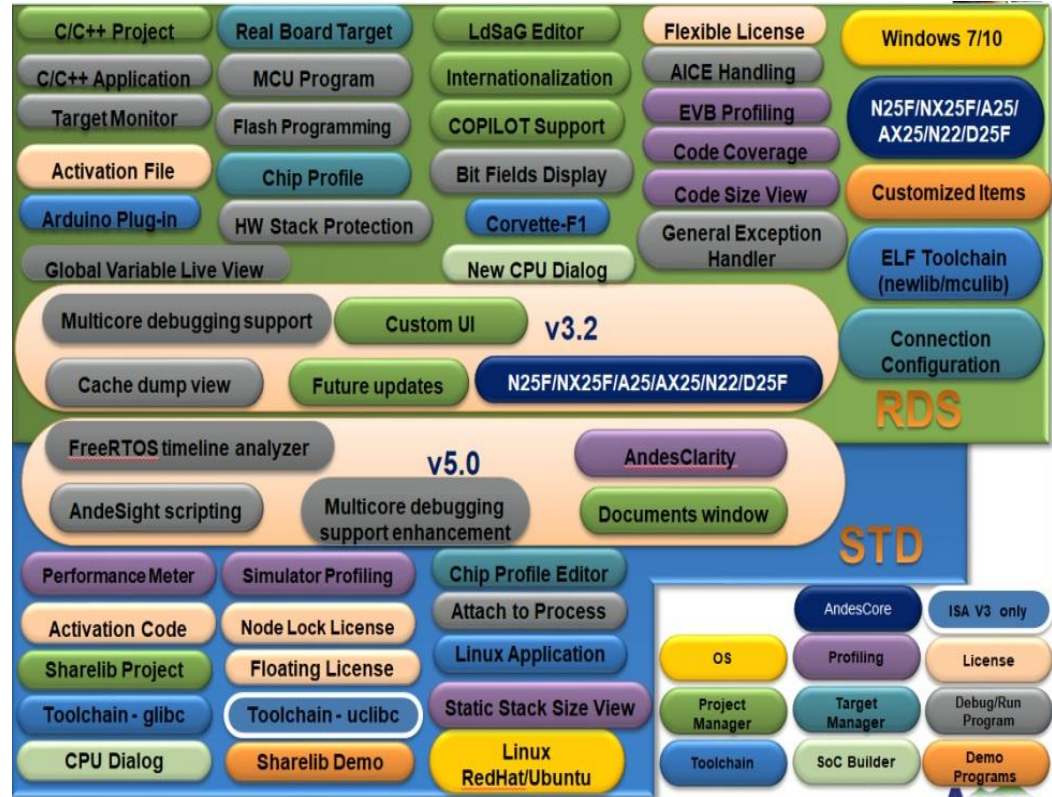 C/C++ Project
Real Board Target
LdSaG Editor
Flexible License
Windows 7/10
C/C++ Application
MCU Program
Internationalization
AICE Handling
Target Monitor
Flash Programming
COPILOT Support
EVB Profiling
N25F/NX25F/A25/
AX25/N22/D25F
Code Coverage
Activation File
Chip Profile
Bit Fields Display
Code Size View
Customized Items
Arduino Plug-in
HW Stack Protection
Corvette-F1
General Exception
Handler
ELF Toolchain
(newlib/mculib)
Global Variable Live View
New CPU Dialog
Multicore debugging support
Custom UI
v3.2
Connection
Configuration
Cache dump view
Future updates
N25F/NX25F/A25/AX25/N22/D25F
RDS
FreeRTOS timeline analyzer
v5.0
AndesClarity
AndeSight scripting
Multicore debugging
support enhancement
Documents window
STD
Performance Meter
Simulator Profiling
Chip Profile Editor
Activation Code
Node Lock License
Attach to Process
Sharelib Project
Floating License
Linux Application
Toolchain - glibc
Toolchain - uclibc
Static Stack Size View
CPU Dialog
Sharelib Demo
Linux
RedHat/Ubuntu
AndesCore
ISA V3 only
OS
Profiling
License
Project
Manager
Target
Manager
Debug/Run
Program
Toolchain
SoC Builder
Demo
Programs